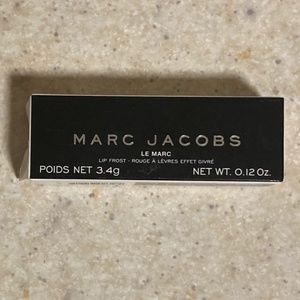 MARC JACOBS
LE MARC
LIP FROST · ROUGE À LÈVRES EFFET GIVRÉ
POIDS NET 3.4g NET WT. 0.12 Oz.